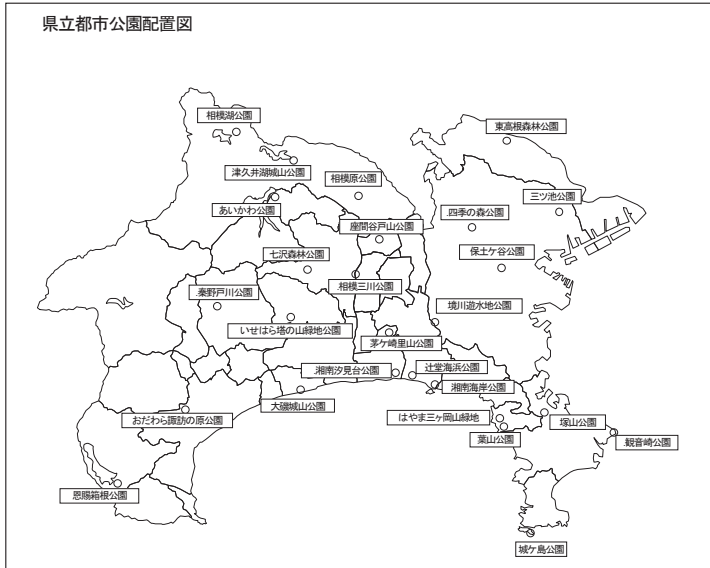 県立都市公園配置図
相模湖公園
東高根森林公園
津久井湖城山公園
相模原公園
三ツ池公園
あいかわ公園
四季の森公園
座間谷戸山公園
七沢森林公園
保土ケ谷公園
秦野戸川公園
相模三川公園
境川遊水地公園
いせはら塔の山緑地公園
茅ケ崎里山公園
湘南汐見台公園
辻堂海浜公園
湘南海岸公園
大磯城山公園
おだわら諏訪の原公園
はやま三ヶ岡山緑地
塚山公園
葉山公園
観音崎公園
恩賜箱根公園
城ケ島公園